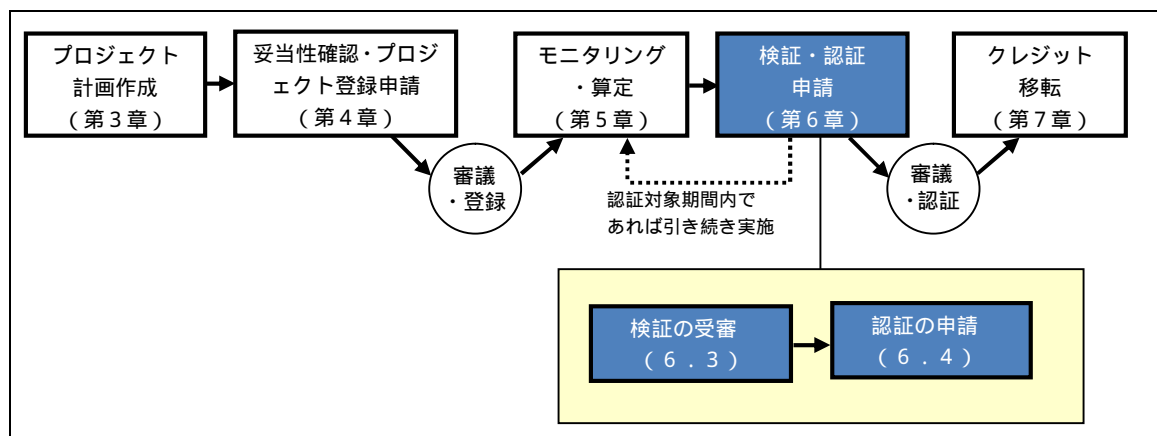 プロジェクト
計画作成
（第３章）
妥当性確認・プロジ
ェクト登録申請
（第４章）
審議
・登録
モニタリング
・算定
（第５章）
検証・認証
申請
（第６章）
審議
・認証
クレジット
移転
（第７章）
認証対象期間内で
あれば引き続き実施
検証の受審
（６．３）
認証の申請
（６．４）